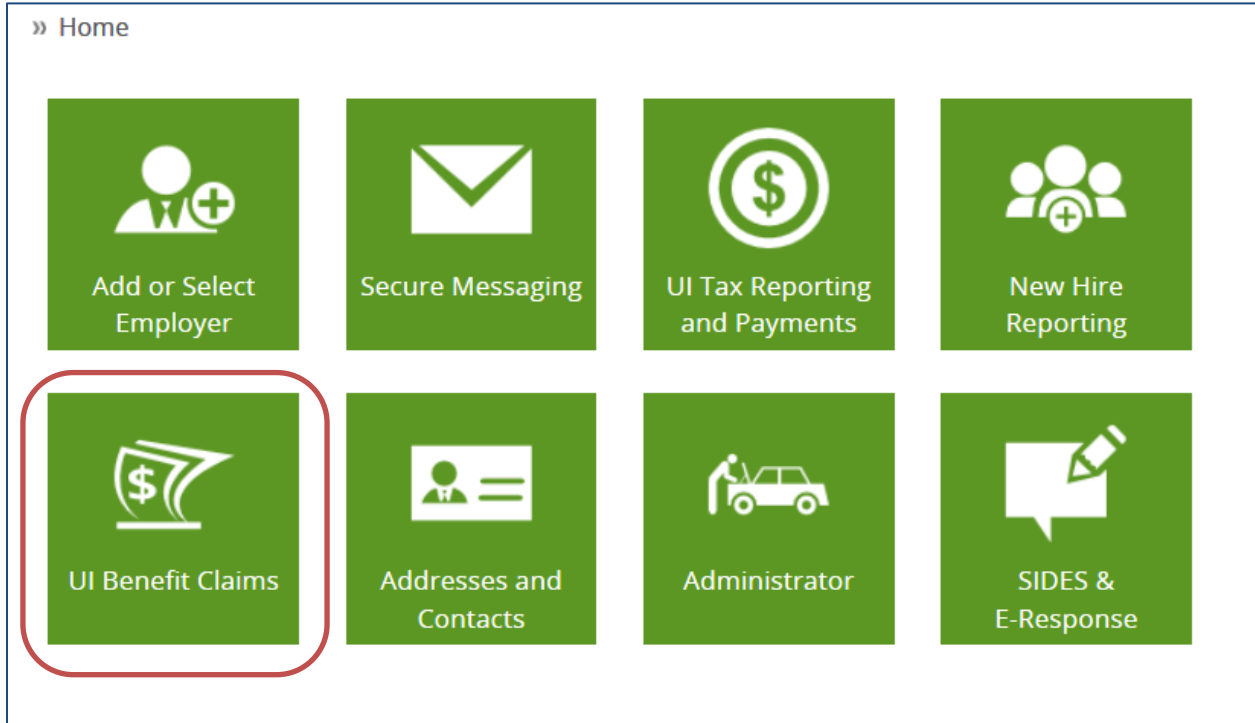 » Home
Add or Select
Employer
Secure Messaging
$
UI Tax Reporting
and Payments
New Hire
Reporting
$
UI Benefit Claims
Addresses and
Contacts
Administrator
SIDES &
E-Response